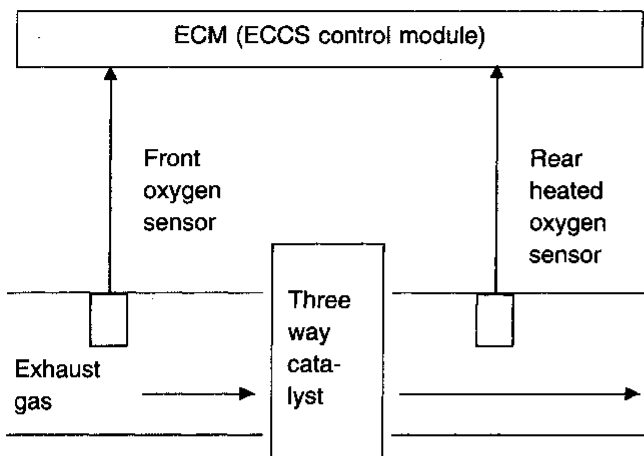 ECM (ECCS control module)
Front
oxygen
sensor
Rear
heated
oxygen
sensor
Three
way
cata-
lyst
Exhaust
gas